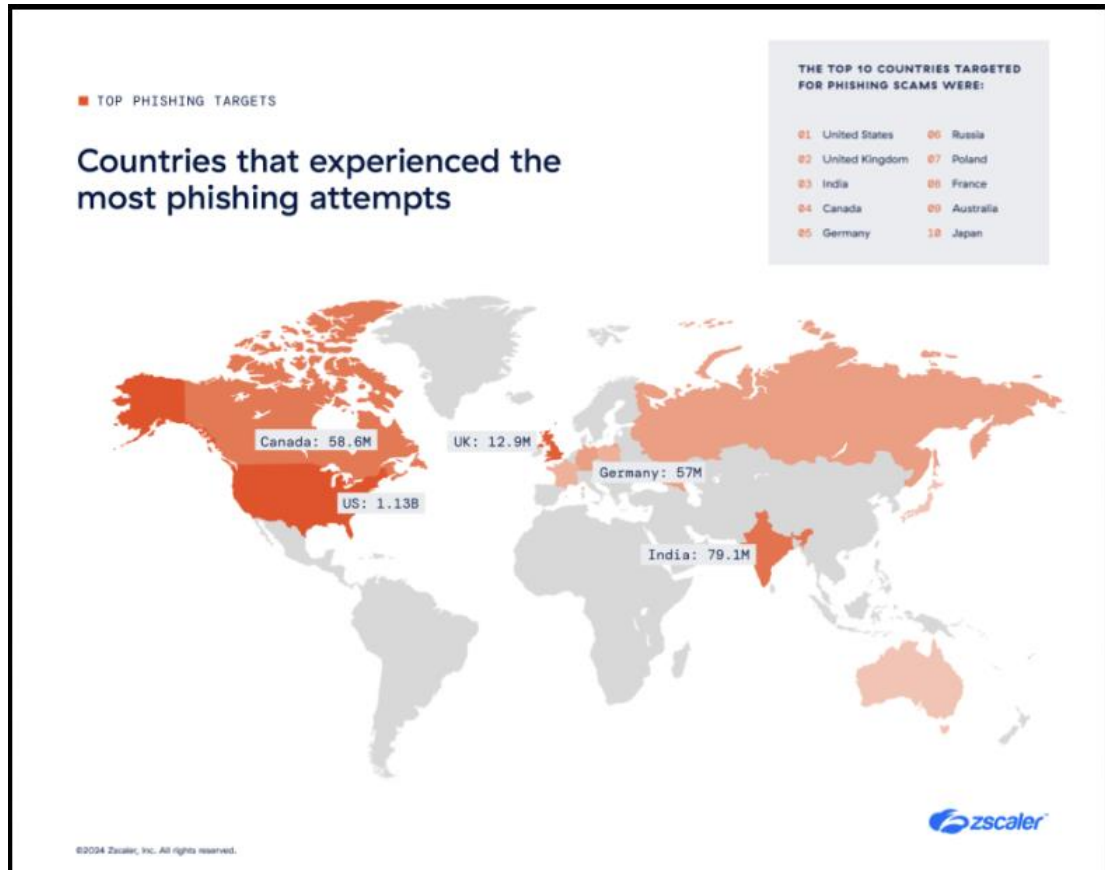 TOP PHISHING TARGETS
Countries that experienced the
most phishing attempts
THE TOP 10 COUNTRIES TARGETED
FOR PHISHING SCAMS WERE:
01 United States
02 United Kingdom
03 India
04 Canada
05 Germany
06 Russia
07 Poland
08 France
09 Australia
10 Japan
Canada: 58.6M
UK: 12.9M
Germany: 57M
US: 1.13B
India: 79.1M
zscaler™
©2024 Zscaler, Inc. All rights reserved.